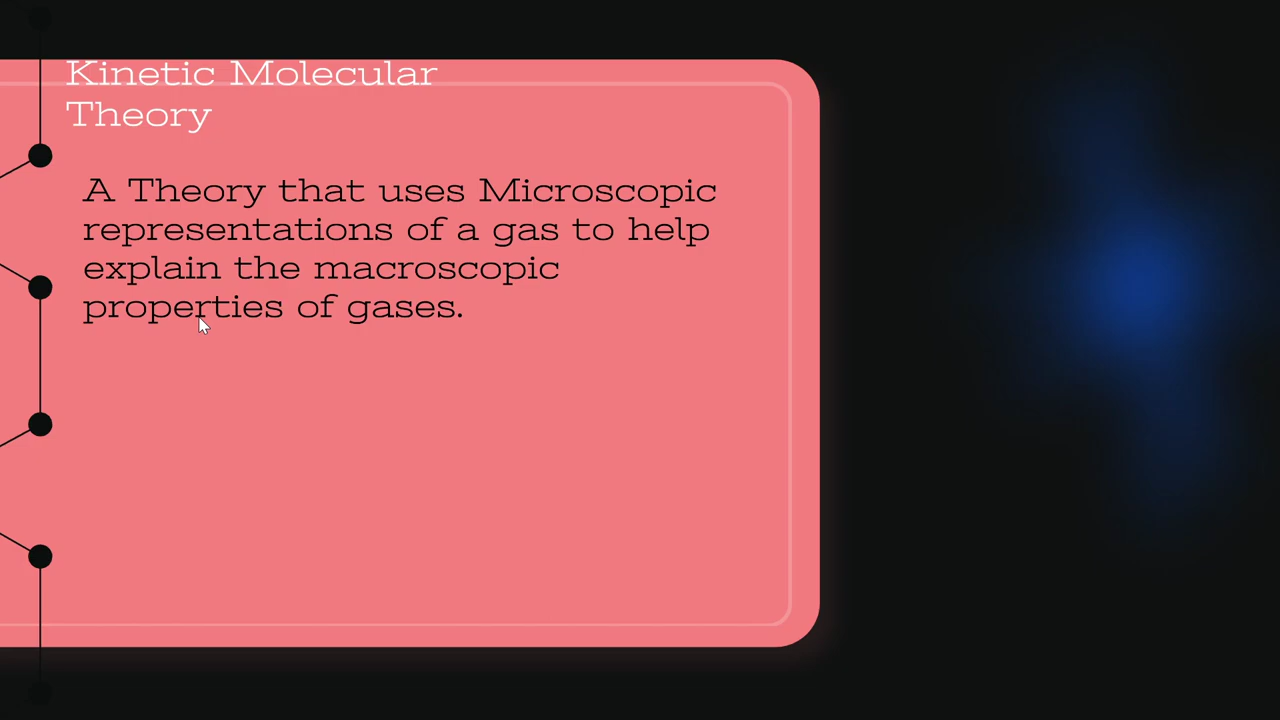 Kinetic Molecular
Theory
A Theory that uses Microscopic
representations of a gas to help
explain the macroscopic
properties of gases.